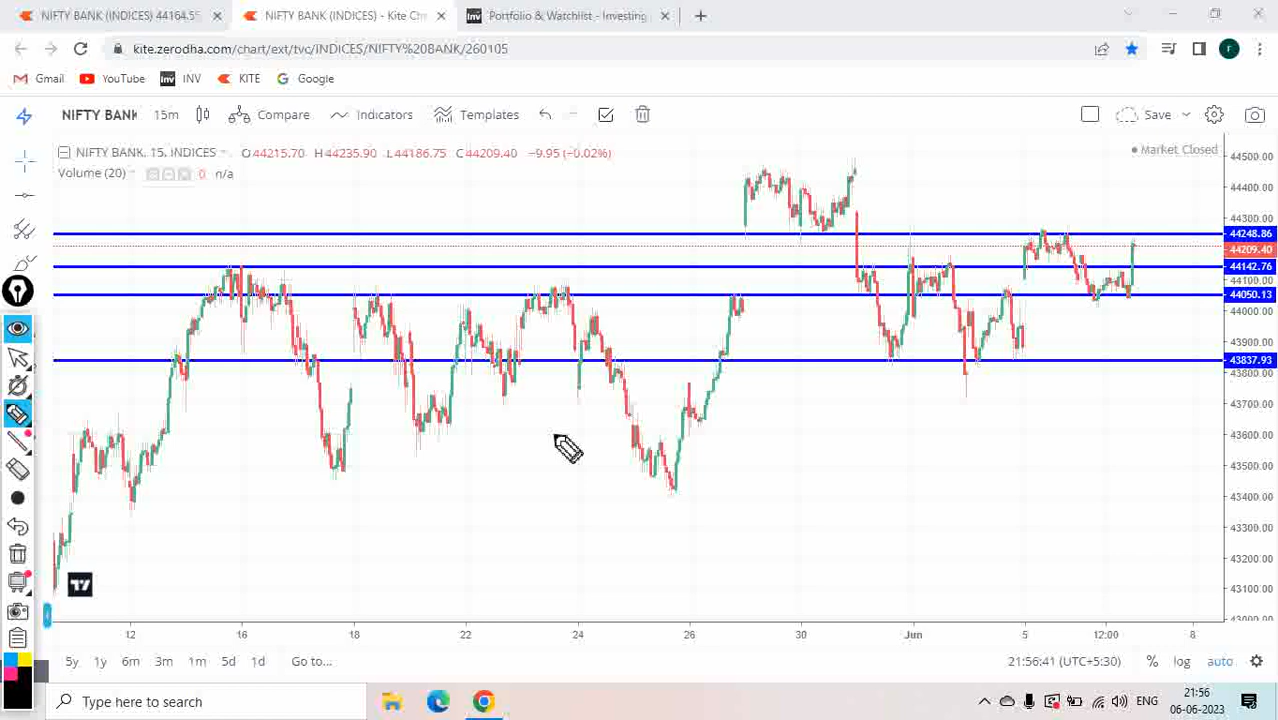 NIFTY BANK (INDICES) 44164.55
NIFTY BANK (INDICES) - Kite Ch
Portfolio & Watchlist - Investing
kite.zerodha.com/chart/ext/tvc/INDICES/NIFTY%20BANK/260105
Gmail YouTube INV KITE Google
NIFTY BANK 15m Compare Indicators Templates Save
NIFTY BANK, 15, INDICES O44215.70 H44235.90 L44186.75 C44209.40 −9.95 (−0.02%)
Market Closed
Volume (20) 0 n/a
44500.00
44400.00
44300.00
44248.86
44209.40
44142.76
44100.00
44050.13
44000.00
43900.00
43837.93
43800.00
43700.00
43600.00
43500.00
43400.00
43300.00
43200.00
43100.00
43000.00
12 16 18 22 24 26 30 Jun 5 12:00 8
5y 1y 6m 3m 1m 5d 1d Go to... 21:56:41 (UTC+5:30) % log auto
Type here to search
ENG
21:56
06-06-2023